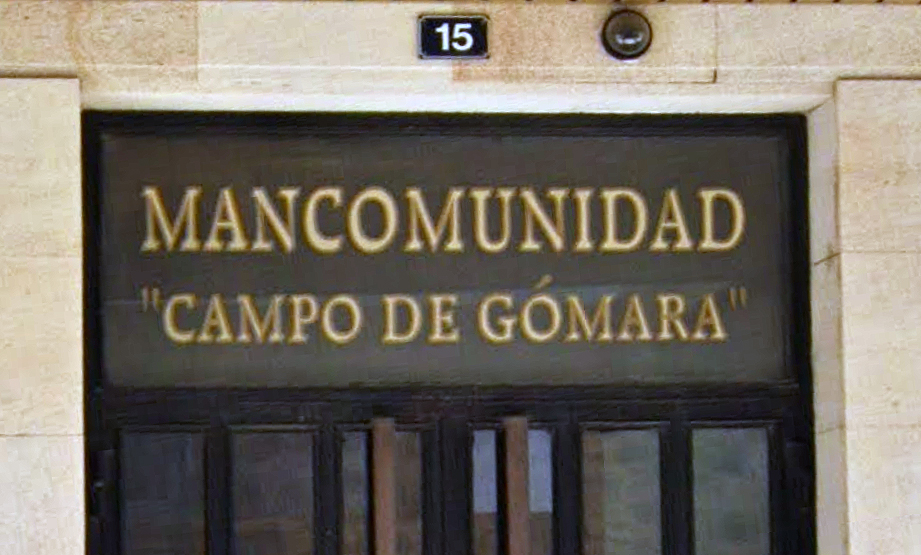 15
MANCOMUNIDAD
"CAMPO DE GÓMARA"